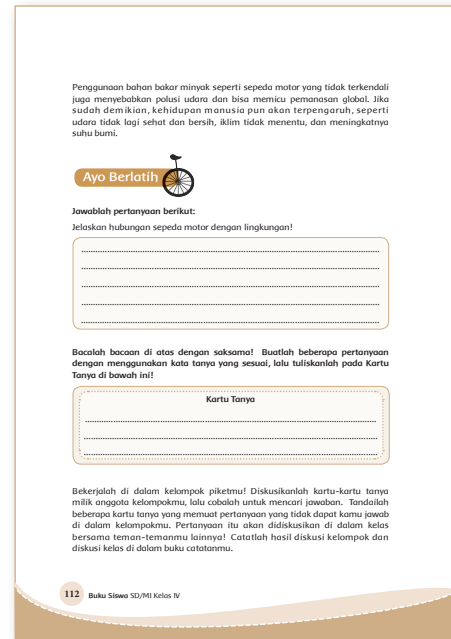 Penggunaan bahan bakar minyak seperti sepeda motor yang tidak terkendali
juga menyebabkan polusi udara dan bisa memicu pemanasan global. Jika
sudah demikian, kehidupan manusia pun akan terpengaruh, seperti
udara tidak lagi sehat dan bersih, iklim tidak menentu, dan meningkatnya
suhu bumi.
Ayo Berlatih
Jawablah pertanyaan berikut:
Jelaskan hubungan sepeda motor dengan lingkungan!
Bacalah bacaan di atas dengan saksama! Buatlah beberapa pertanyaan
dengan menggunakan kata tanya yang sesuai, lalu tuliskanlah pada Kartu
Tanya di bawah ini!
Kartu Tanya
Bekerjalah di dalam kelompok piketmu! Diskusikanlah kartu-kartu tanya
milik anggota kelompokmu, lalu cobalah untuk mencari jawaban. Tandailah
beberapa kartu tanya yang memuat pertanyaan yang tidak dapat kamu jawab
di dalam kelompokmu. Pertanyaan itu akan didiskusikan di dalam kelas
bersama teman-temanmu lainnya! Catatlah hasil diskusi kelompok dan
diskusi kelas di dalam buku catatanmu.
112 Buku Siswa SD/MI Kelas IV